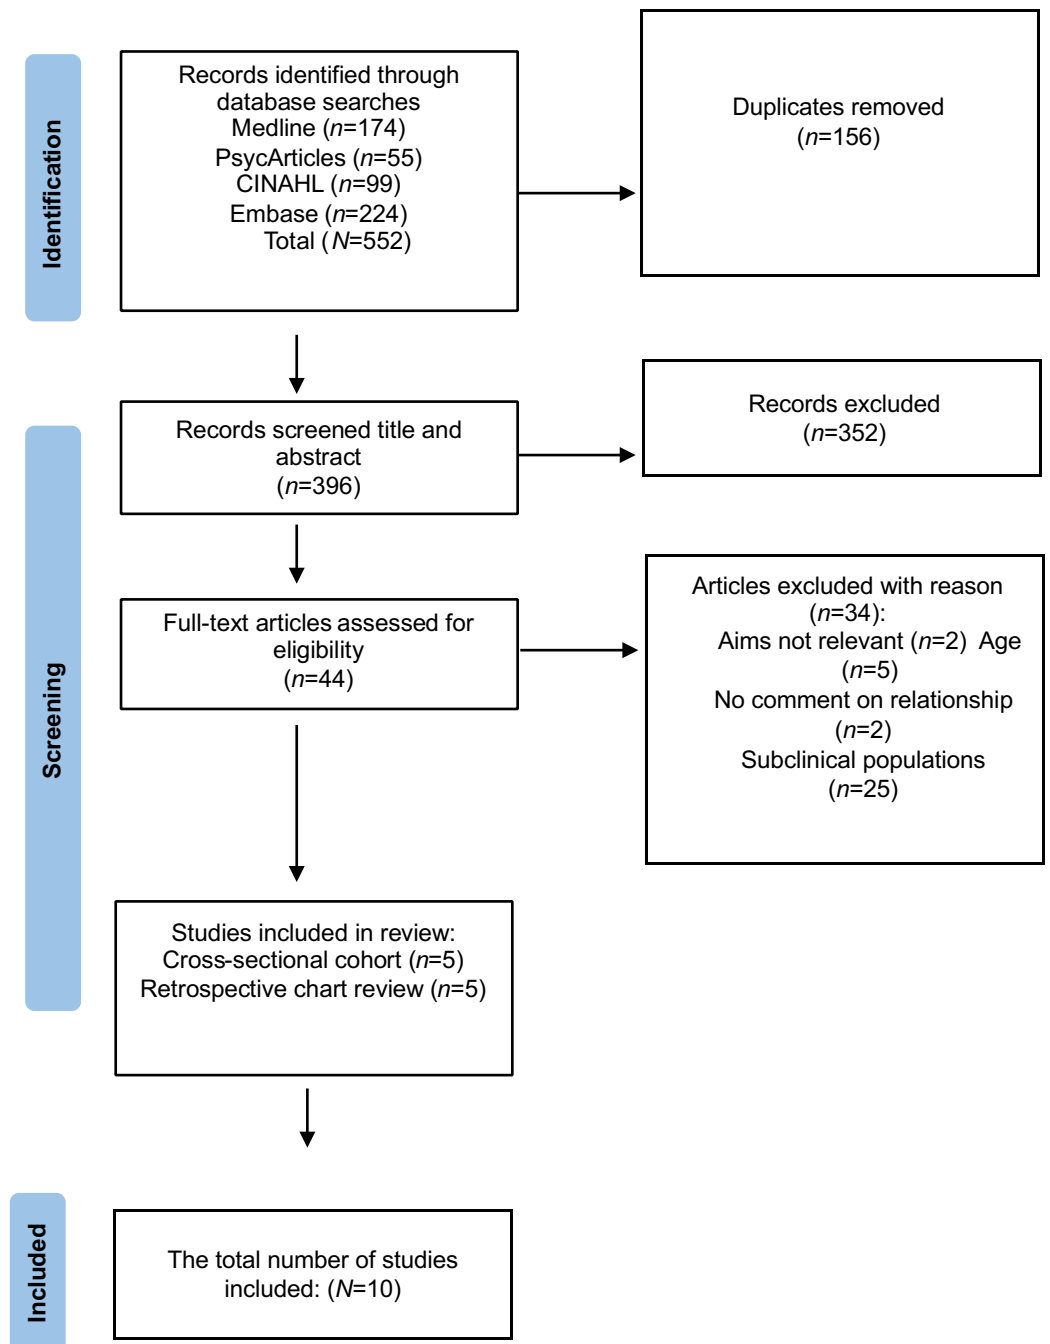 Identification
Records identified through
database searches
Medline (n=174)
PsycArticles (n=55)
CINAHL (n=99)
Embase (n=224)
Total (N=552)
Duplicates removed
(n=156)
Screening
Records screened title and
abstract
(n=396)
Records excluded
(n=352)
Full-text articles assessed for
eligibility
(n=44)
Articles excluded with reason
(n=34):
Aims not relevant (n=2) Age
(n=5)
No comment on relationship
(n=2)
Subclinical populations
(n=25)
Studies included in review:
Cross-sectional cohort (n=5)
Retrospective chart review (n=5)
Included
The total number of studies
included: (N=10)